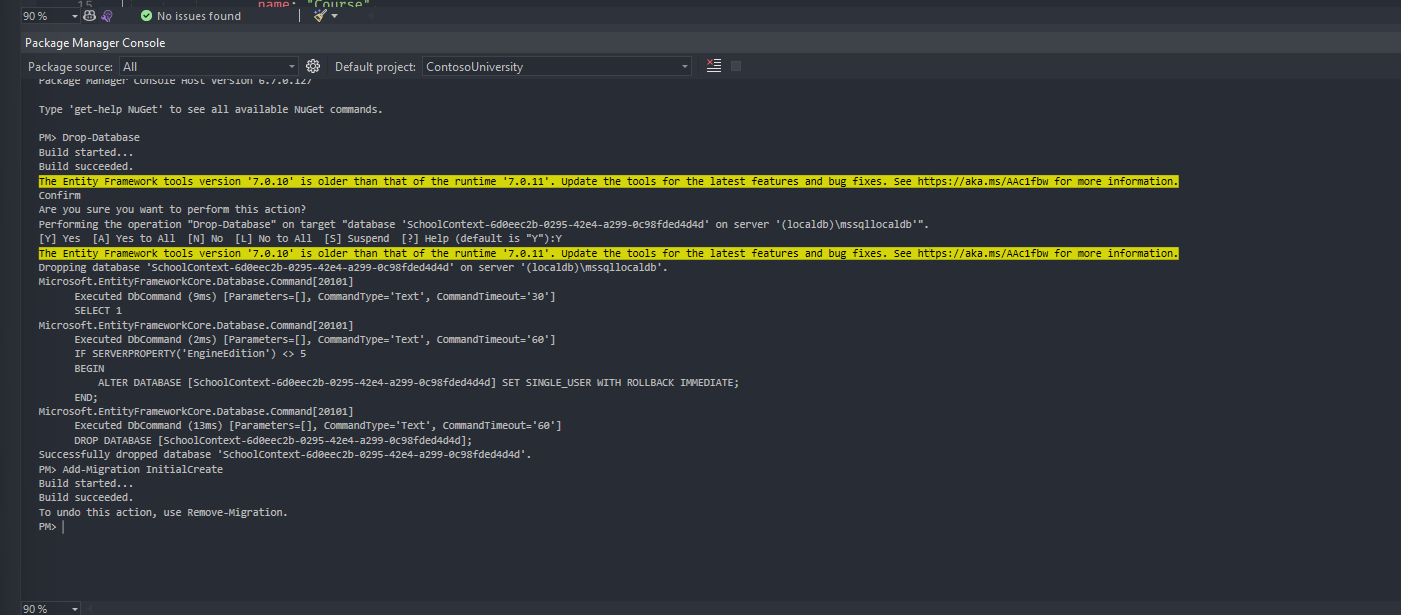 15
name: "Course",
90 %
No issues found
Package Manager Console
Package source: All
Default project: ContosoUniversity
Package Manager Console Host Version 6.7.0.127
Type 'get-help NuGet' to see all available NuGet commands.
PM> Drop-Database
Build started...
Build succeeded.
The Entity Framework tools version '7.0.10' is older than that of the runtime '7.0.11'. Update the tools for the latest features and bug fixes. See https://aka.ms/AAc1fbw for more information.
Confirm
Are you sure you want to perform this action?
Performing the operation "Drop-Database" on target "database 'SchoolContext-6d0eec2b-0295-42e4-a299-0c98fded4d4d' on server '(localdb)\mssqllocaldb'".
[Y] Yes  [A] Yes to All  [N] No  [L] No to All  [S] Suspend  [?] Help (default is "Y"):Y
The Entity Framework tools version '7.0.10' is older than that of the runtime '7.0.11'. Update the tools for the latest features and bug fixes. See https://aka.ms/AAc1fbw for more information.
Dropping database 'SchoolContext-6d0eec2b-0295-42e4-a299-0c98fded4d4d' on server '(localdb)\mssqllocaldb'.
Microsoft.EntityFrameworkCore.Database.Command[20101]
Executed DbCommand (9ms) [Parameters=[], CommandType='Text', CommandTimeout='30']
SELECT 1
Microsoft.EntityFrameworkCore.Database.Command[20101]
Executed DbCommand (2ms) [Parameters=[], CommandType='Text', CommandTimeout='60']
IF SERVERPROPERTY('EngineEdition') <> 5
BEGIN
ALTER DATABASE [SchoolContext-6d0eec2b-0295-42e4-a299-0c98fded4d4d] SET SINGLE_USER WITH ROLLBACK IMMEDIATE;
END;
Microsoft.EntityFrameworkCore.Database.Command[20101]
Executed DbCommand (13ms) [Parameters=[], CommandType='Text', CommandTimeout='60']
DROP DATABASE [SchoolContext-6d0eec2b-0295-42e4-a299-0c98fded4d4d];
Successfully dropped database 'SchoolContext-6d0eec2b-0295-42e4-a299-0c98fded4d4d'.
PM> Add-Migration InitialCreate
Build started...
Build succeeded.
To undo this action, use Remove-Migration.
PM>
90 %